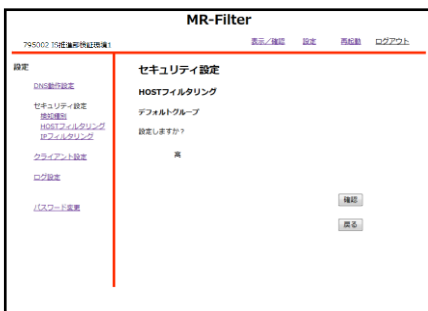 MR-Filter
795002 IS推進部検証環境1
表示／確認 設定 再起動 ログアウト
設定
DNS動作設定
セキュリティ設定
検知種別
HOSTフィルタリング
IPフィルタリング
クライアント設定
ログ設定
パスワード変更
セキュリティ設定
HOSTフィルタリング
デフォルトグループ
設定しますか？
高
確認
戻る